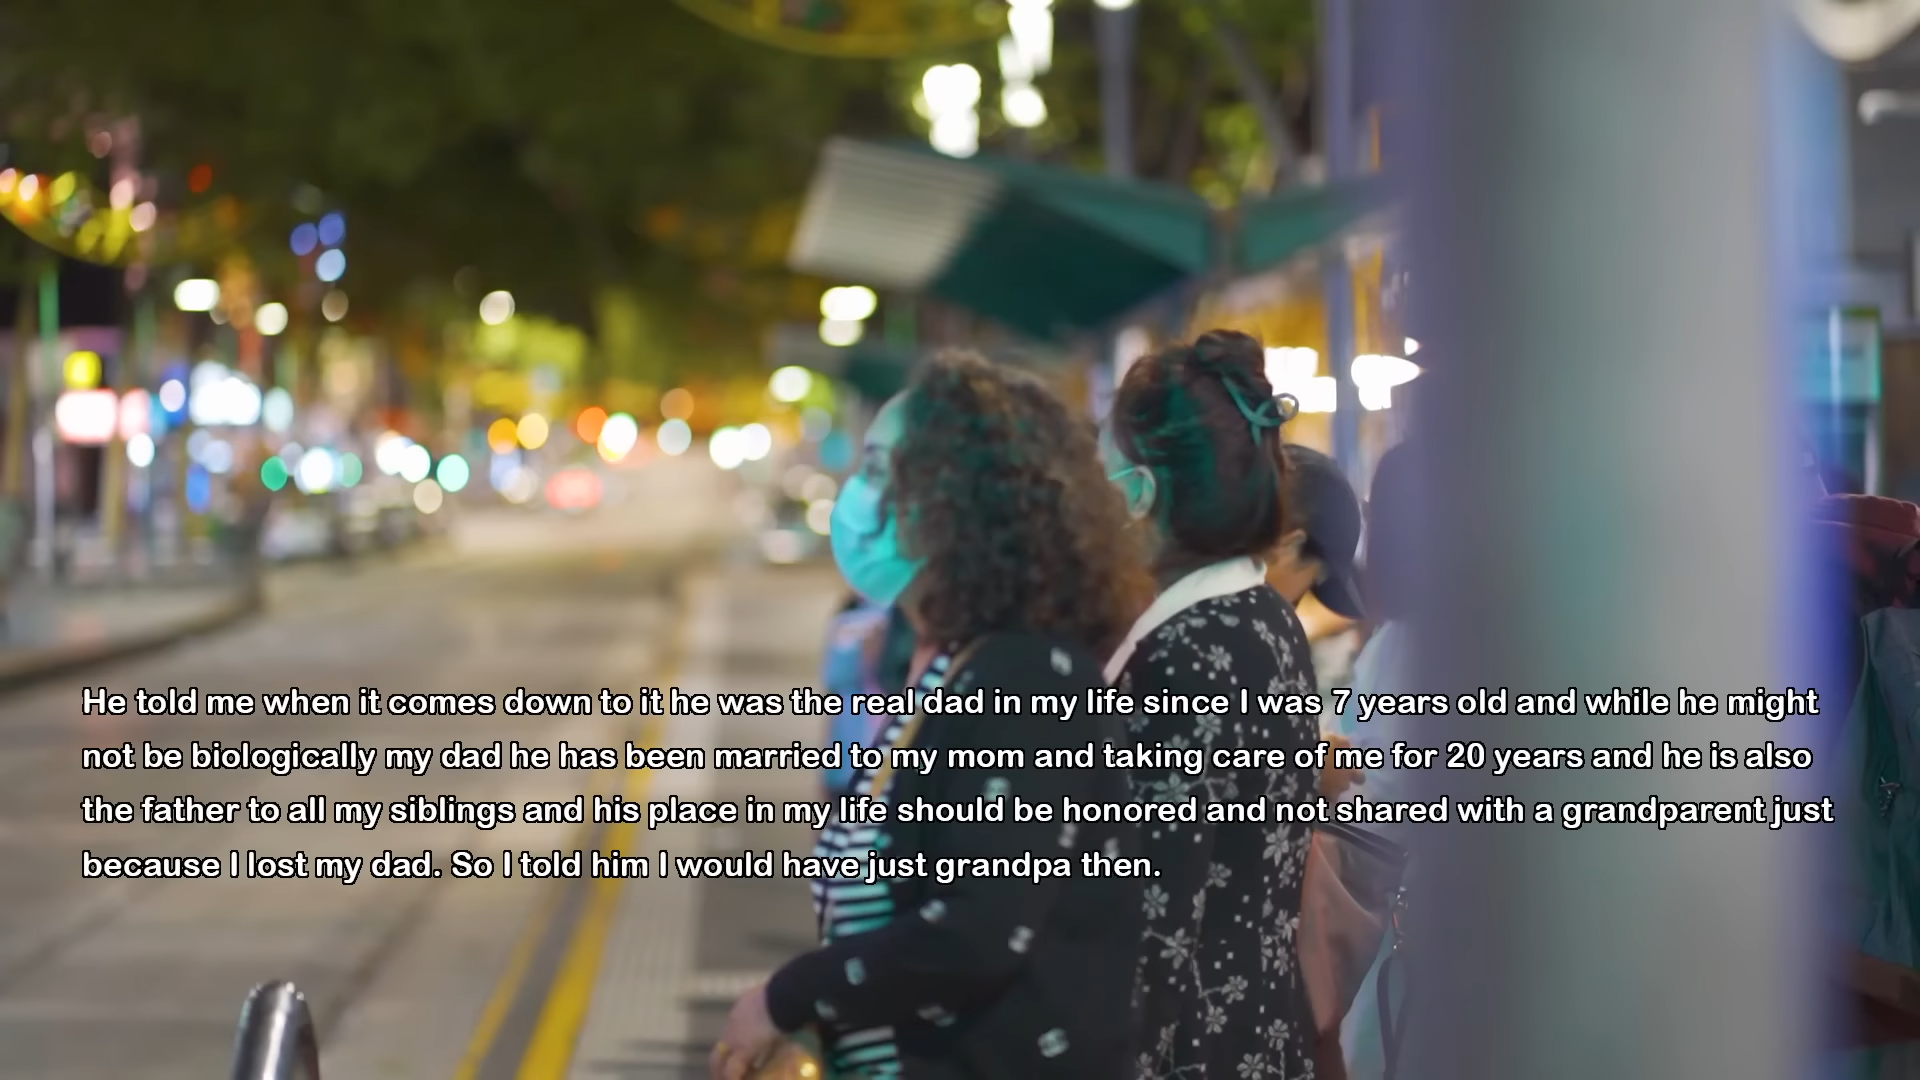 He told me when it comes down to it he was the real dad in my life since I was 7 years old and while he might
not be biologically my dad he has been married to my mom and taking care of me for 20 years and he is also
the father to all my siblings and his place in my life should be honored and not shared with a grandparent just
because I lost my dad. So I told him I would have just grandpa then.